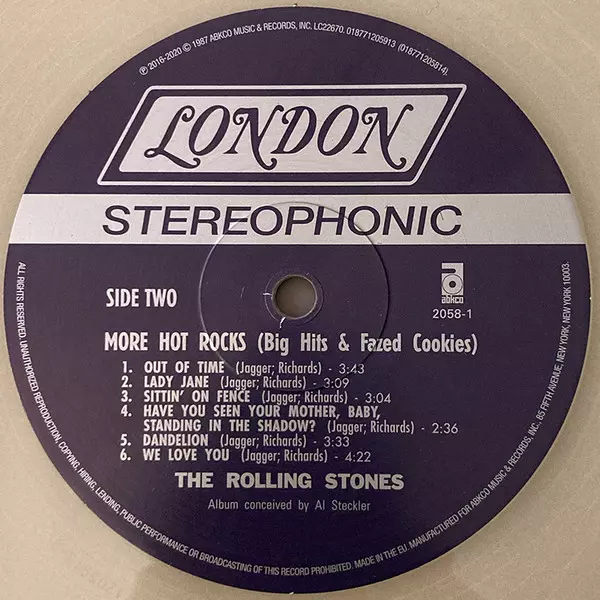 ℗ 2016-2020 © 1987 ABKCO MUSIC & RECORDS, INC. LC22670. 018771205913 (018771205814).
LONDON
STEREOPHONIC
SIDE TWO
abkco
2058-1
MORE HOT ROCKS (Big Hits & Fazed Cookies)
1. OUT OF TIME (Jagger; Richards) - 3:43
2. LADY JANE (Jagger; Richards) - 3:09
3. SITTIN' ON FENCE (Jagger; Richards) - 3:04
4. HAVE YOU SEEN YOUR MOTHER, BABY,
STANDING IN THE SHADOW? (Jagger; Richards) - 2:36
5. DANDELION (Jagger; Richards) - 3:33
6. WE LOVE YOU (Jagger; Richards) - 4:22
THE ROLLING STONES
Album conceived by Al Steckler
ALL RIGHTS RESERVED. UNAUTHORIZED REPRODUCTION, COPYING, HIRING, LENDING, PUBLIC PERFORMANCE OR BROADCASTING OF THIS RECORD PROHIBITED. MADE IN THE EU. MANUFACTURED FOR ABKCO MUSIC & RECORDS, INC. 85 FIFTH AVENUE, NEW YORK, NEW YORK 10003.